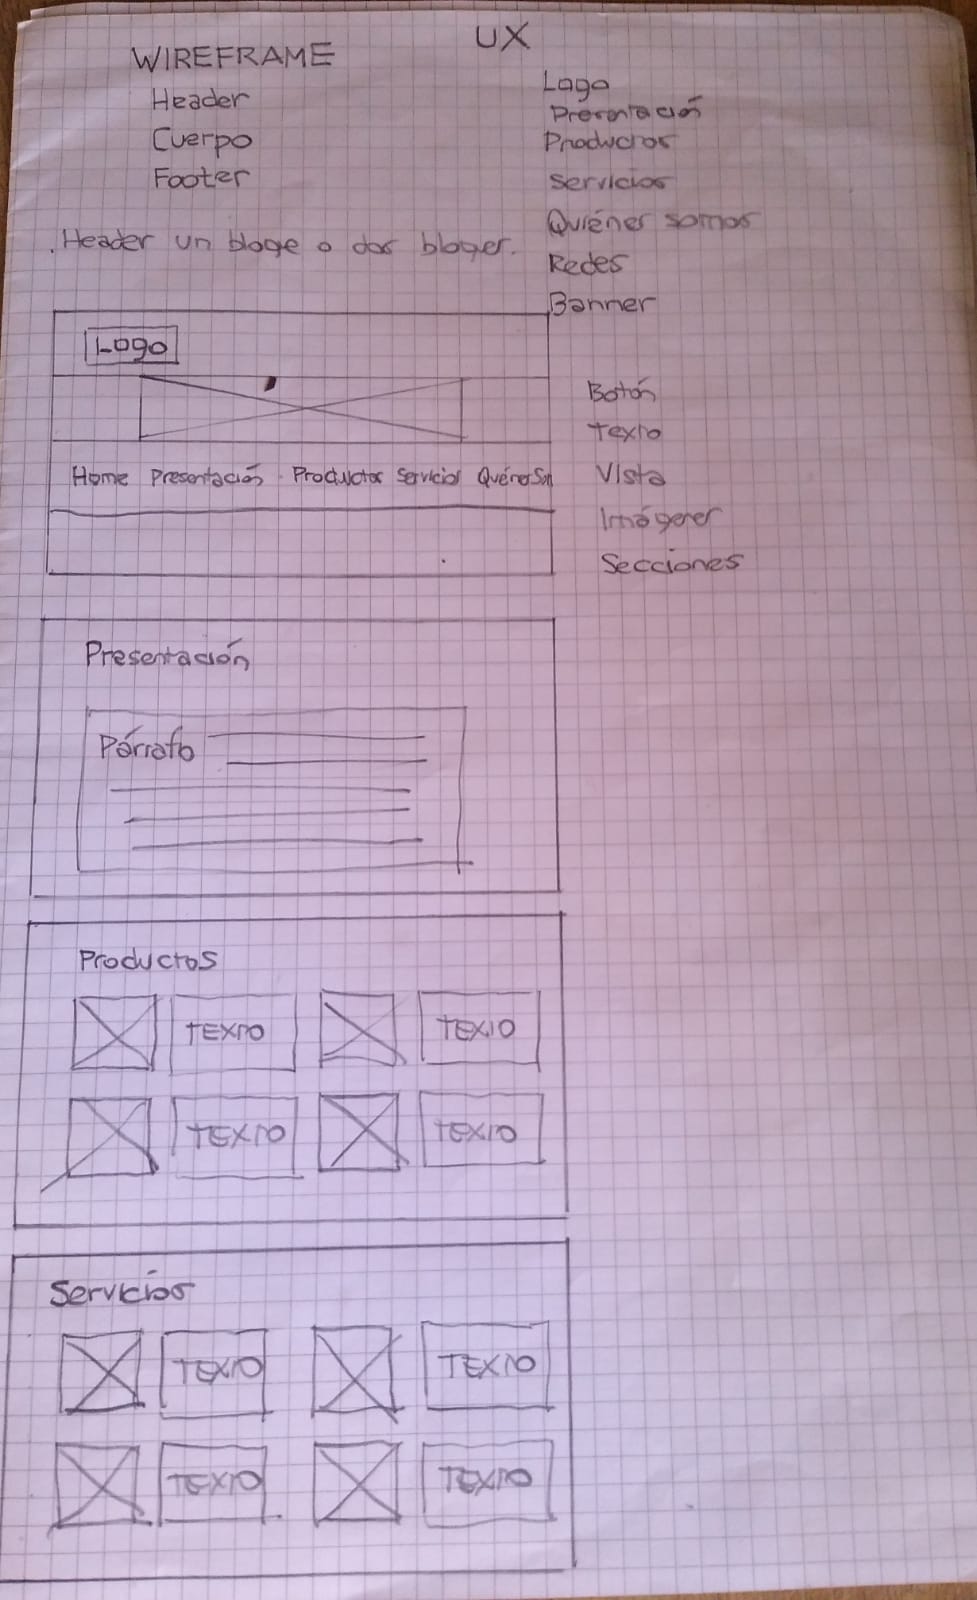 WIREFRAME
Header
Cuerpo
Footer
UX
Logo
Presentación
Productos
Servicios
Quiénes somos
Redes
Banner
.Header un bloqe o dos bloqes.
Logo
Home Presentación Productos Servicios QuiénesSom
Botón
Texto
Vista
Imágenes
Secciones
Presentación
Párrafo
Productos
TEXTO TEXTO
TEXTO TEXTO
Servicios
TEXTO TEXTO
TEXTO TEXTO